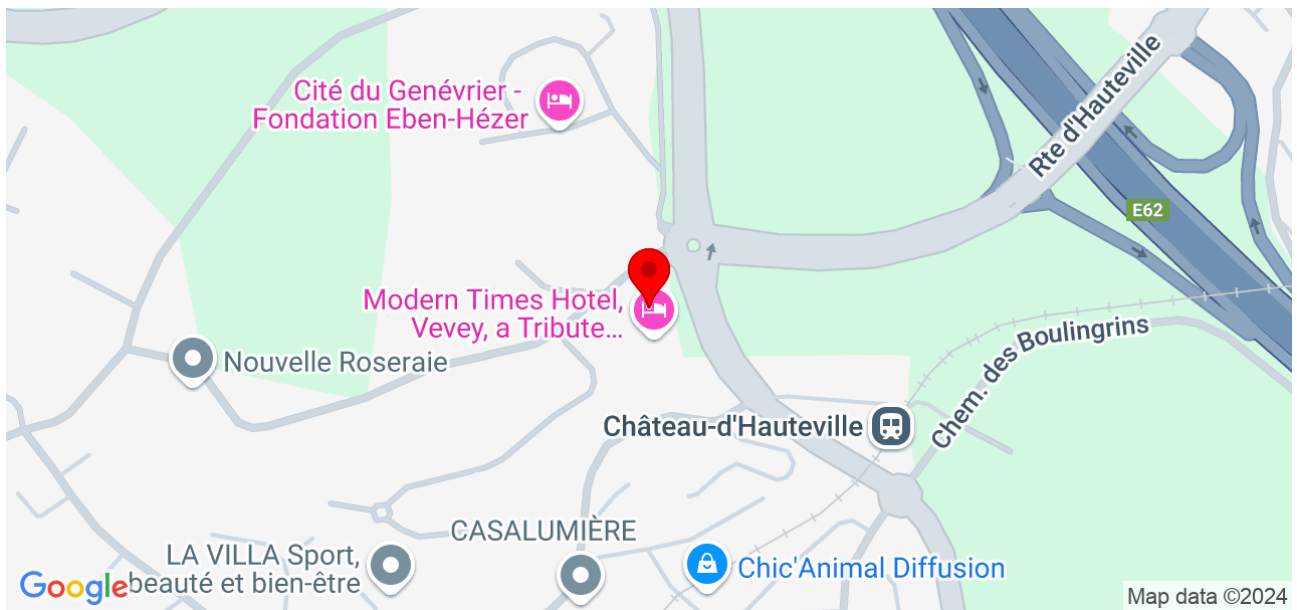 Cité du Genévrier -
Fondation Eben-Hézer
Rte d'Hauteville
E62
Modern Times Hotel,
Vevey, a Tribute...
Nouvelle Roseraie
Chem. des Boulingrins
Château-d'Hauteville
CASALUMIÈRE
LA VILLA Sport,
beauté et bien-être
Chic'Animal Diffusion
Google
Map data ©2024